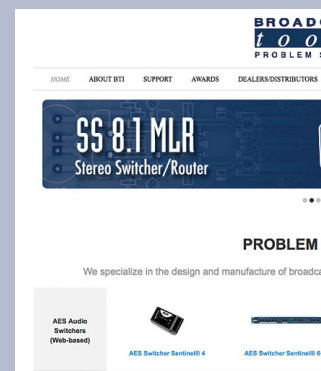 BROAD
t o o
PROBLEM
HOME ABOUT BTI SUPPORT AWARDS DEALERS/DISTRIBUTORS
SS 8.1 MLR
Stereo Switcher/Router
PROBLEM
We specialize in the design and manufacture of broadca
AES Audio
Switchers
(Web-based)
AES Switcher Sentinel® 4 AES Switcher Sentinel® 6